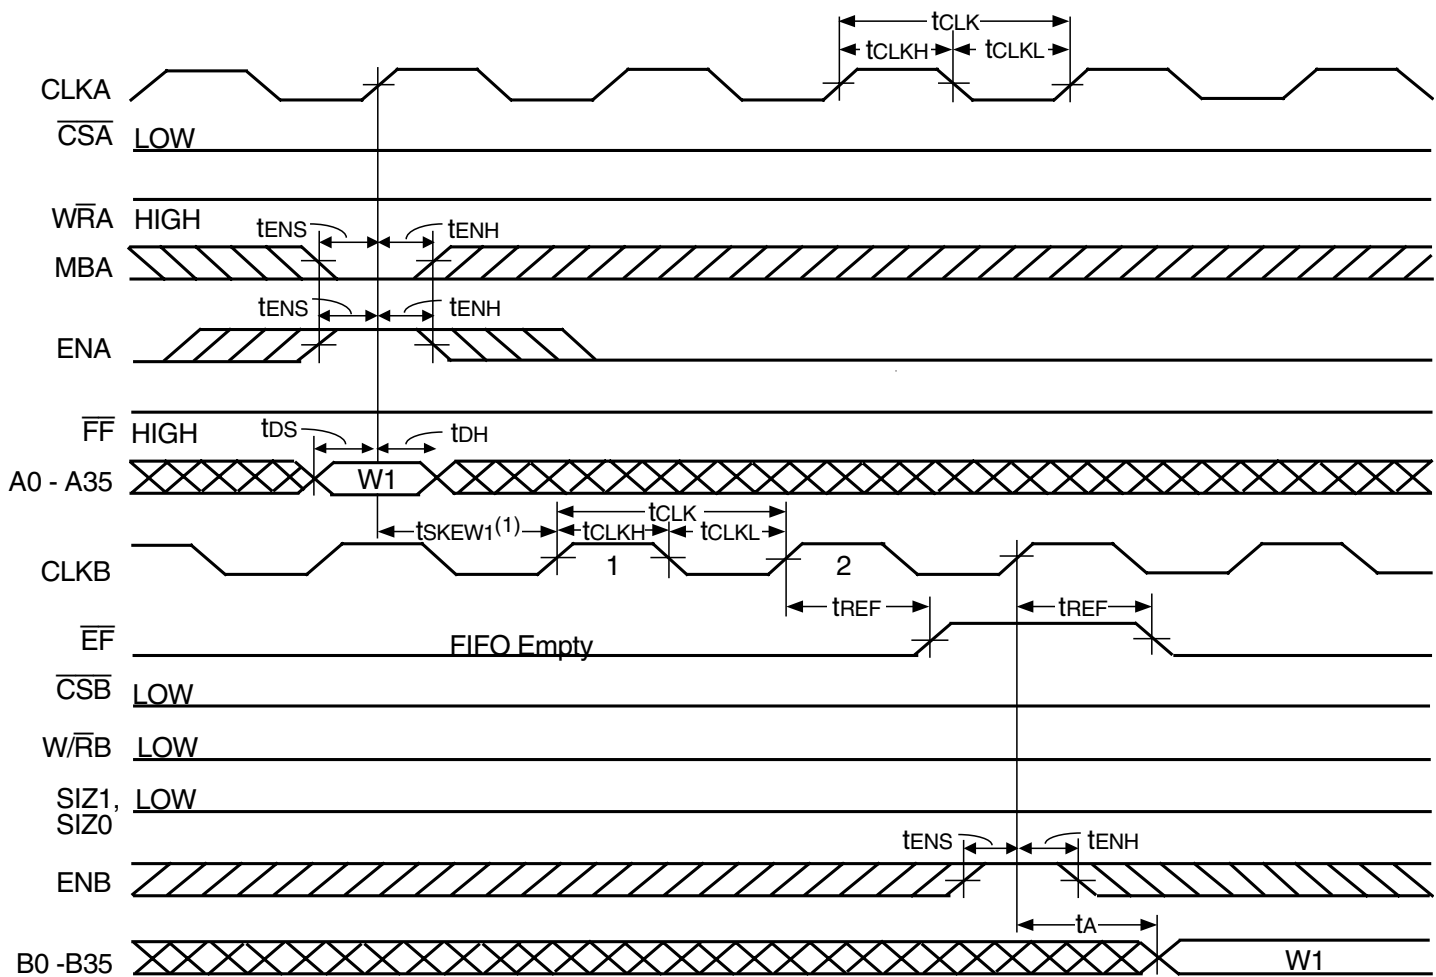 tCLK
tCLKH tCLKL
CLKA
CSA LOW
WRA HIGH
tENS tENH
MBA
tENS tENH
ENA
FF HIGH
tDS tDH
A0 - A35 W1
tCLK
tSKEW1(1) tCLKH tCLKL
CLKB 1 2
tREF tREF
EF FIFO Empty
CSB LOW
W/RB LOW
SIZ1, LOW
SIZ0
tENS tENH
ENB
tA
B0 -B35 W1